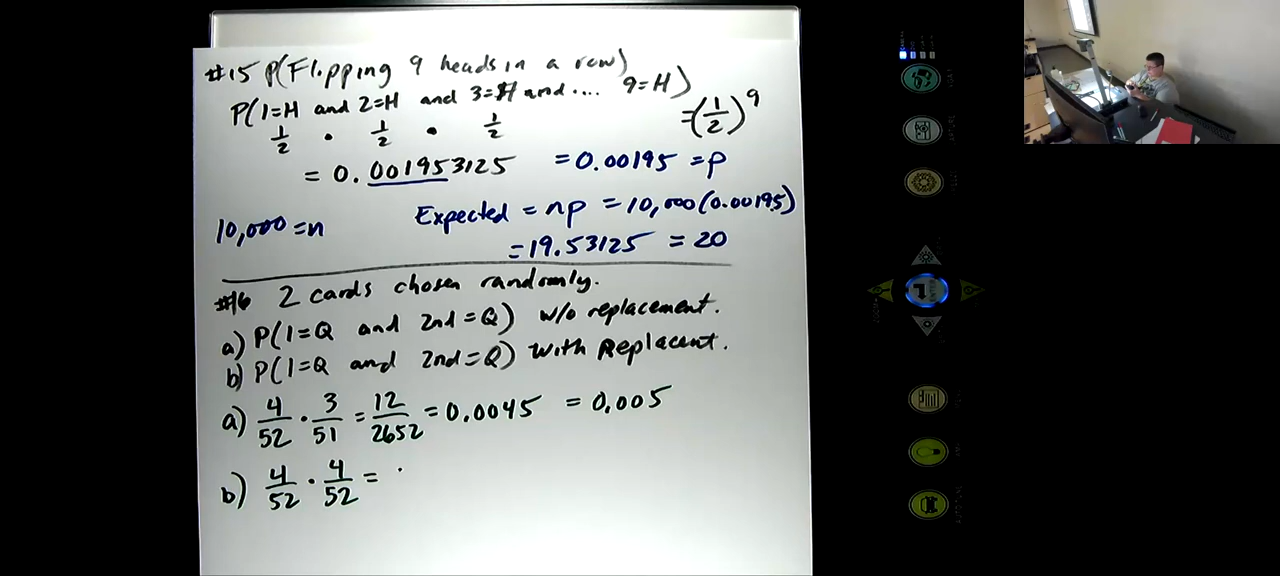 #15 P(Flipping 9 heads in a row)
P(1=H and 2=H and 3=H and.... 9=H)
1/2 · 1/2 · 1/2 =(1/2)^9
= 0.001953125 = 0.00195 = p
10,000 = n Expected = np = 10,000(0.00195)
= 19.53125 = 20
#16 2 cards chosen randomly.
a) P(1=Q and 2nd=Q) w/o replacement.
b) P(1=Q and 2nd=Q) with Replacent.
a) 4/52 · 3/51 = 12/2652 = 0.0045 = 0.005
b) 4/52 · 4/52 =
ENTER